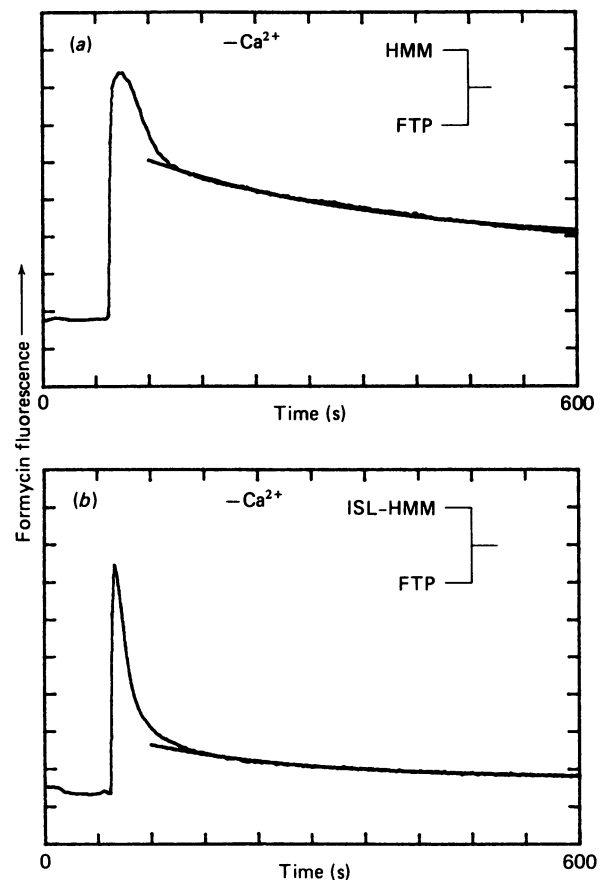 (a)
−Ca²⁺
HMM
FTP
0
600
Time (s)
Formycin fluorescence
(b)
−Ca²⁺
ISL–HMM
FTP
0
600
Time (s)